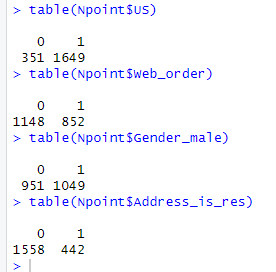 > table(Npoint$US)
0 1
351 1649
> table(Npoint$Web_order)
0 1
1148 852
> table(Npoint$Gender_male)
0 1
951 1049
> table(Npoint$Address_is_res)
0 1
1558 442
>